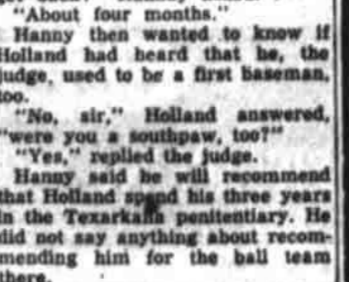 "About four months."
Hanny then wanted to know if
Holland had heard that he, the
judge, used to be a first baseman,
too.
"No, sir," Holland answered,
"were you a southpaw, too?"
"Yes," replied the judge.
Hanny said he will recommend
that Holland spend his three years
in the Texarkana penitentiary. He
did not say anything about recom-
mending him for the ball team
there.